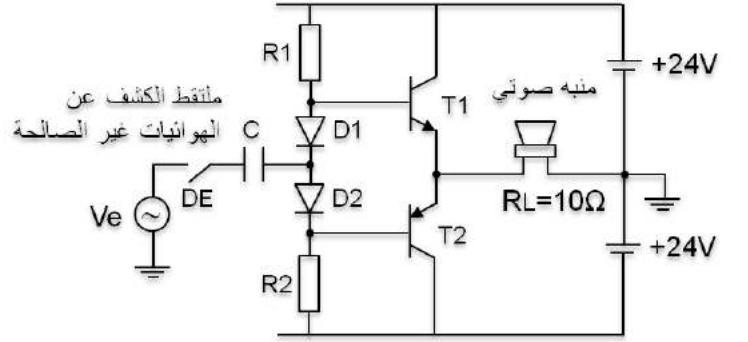 R1
+24V
منبه صوتي
T1
ملتقط الكشف عن
الهوائيات غير الصالحة
C
D1
DE
D2
Ve
RL=10Ω
T2
+24V
R2